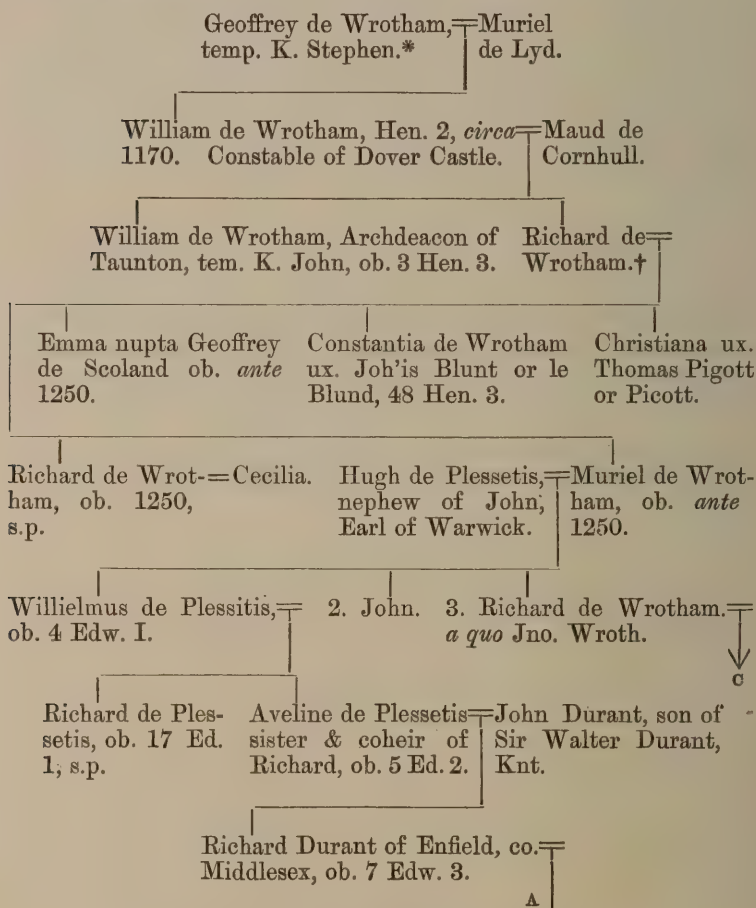 Geoffrey de Wrotham, Muriel
temp. K. Stephen.* de Lyd.
William de Wrotham, Hen. 2, circa Maud de
1170. Constable of Dover Castle. Cornhull.
William de Wrotham, Archdeacon of Richard de
Taunton, tem. K. John, ob. 3 Hen. 3. Wrotham.†
Emma nupta Geoffrey Constantia de Wrotham Christiana ux.
de Scoland ob. ante ux. Joh'is Blunt or le Thomas Pigott
1250. Blund, 48 Hen. 3. or Picott.
Richard de Wrot-=Cecilia. Hugh de Plessetis, Muriel de Wrot-
ham, ob. 1250, nephew of John, ham, ob. ante
s.p. Earl of Warwick. 1250.
Willielmus de Plessitis, 2. John. 3. Richard de Wrotham.
ob. 4 Edw. I. a quo Jno. Wroth.
C
Richard de Ples- Aveline de Plessetis John Durant, son of
setis, ob. 17 Ed. sister & coheir of Sir Walter Durant,
1, s.p. Richard, ob. 5 Ed. 2. Knt.
Richard Durant of Enfield, co.
Middlesex, ob. 7 Edw. 3.
A